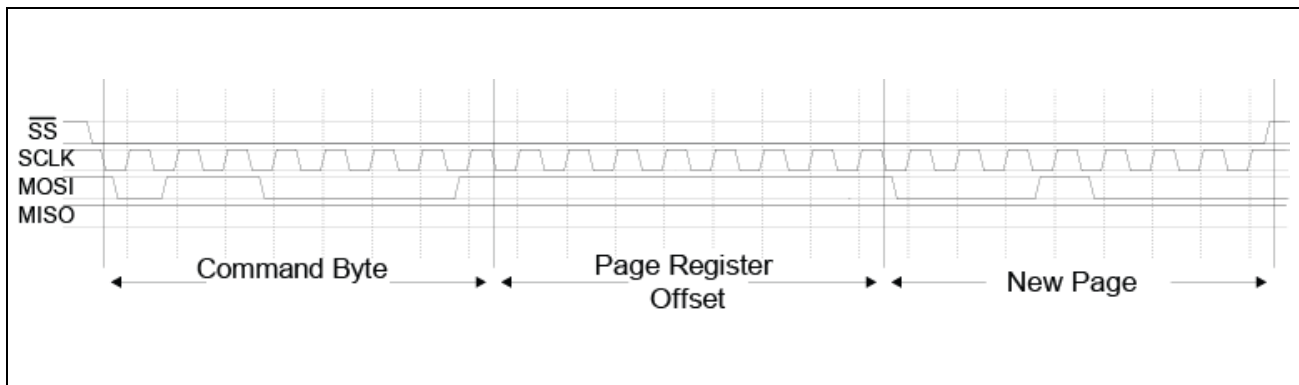 SS
SCLK
MOSI
MISO
Command Byte
Page Register
Offset
New Page